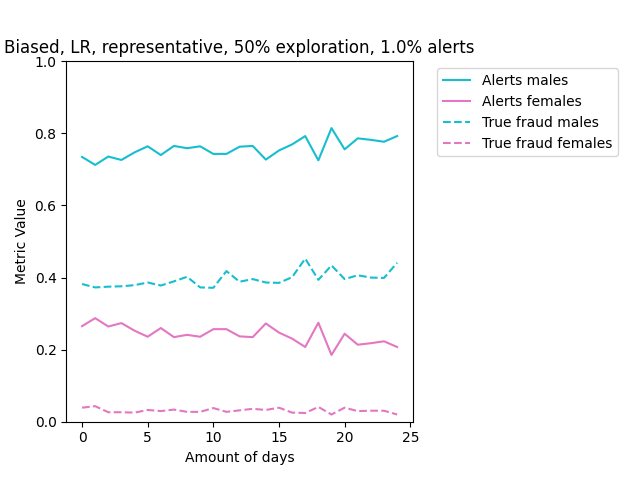 Biased, LR, representative, 50% exploration, 1.0% alerts
1.0
0.8
0.6
0.4
0.2
0.0
Metric Value
0 5 10 15 20 25
Amount of days
Alerts males
Alerts females
True fraud males
True fraud females